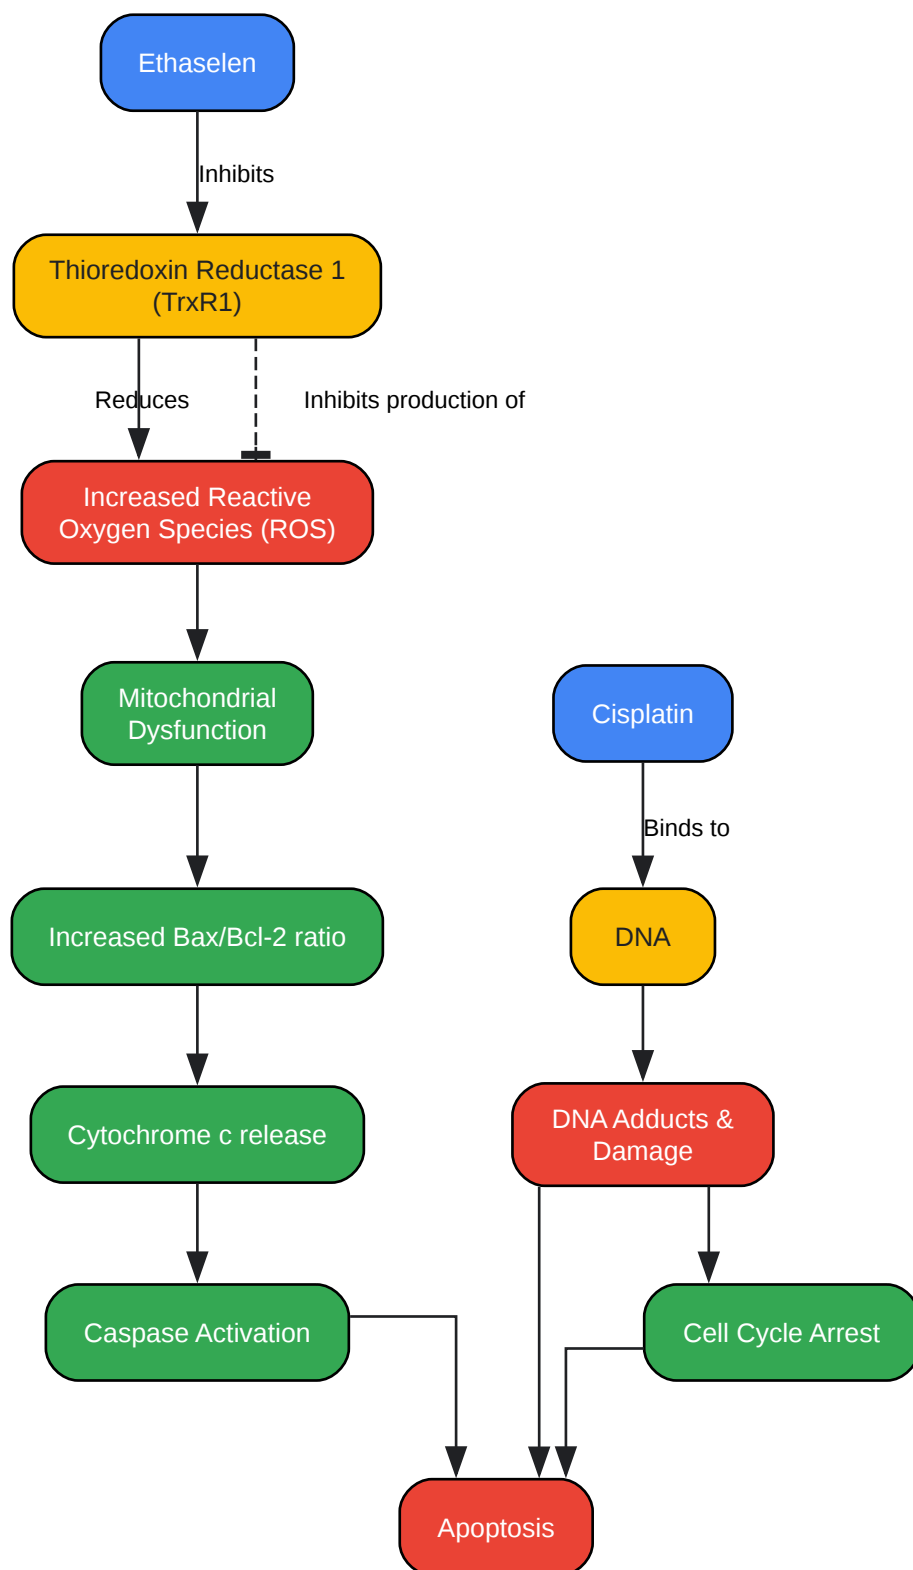 Ethaselen
Inhibits
Thioredoxin Reductase 1
(TrxR1)
Reduces
Inhibits production of
Increased Reactive
Oxygen Species (ROS)
Mitochondrial
Dysfunction
Cisplatin
Binds to
Increased Bax/Bcl-2 ratio
DNA
Cytochrome c release
DNA Adducts &
Damage
Caspase Activation
Cell Cycle Arrest
Apoptosis